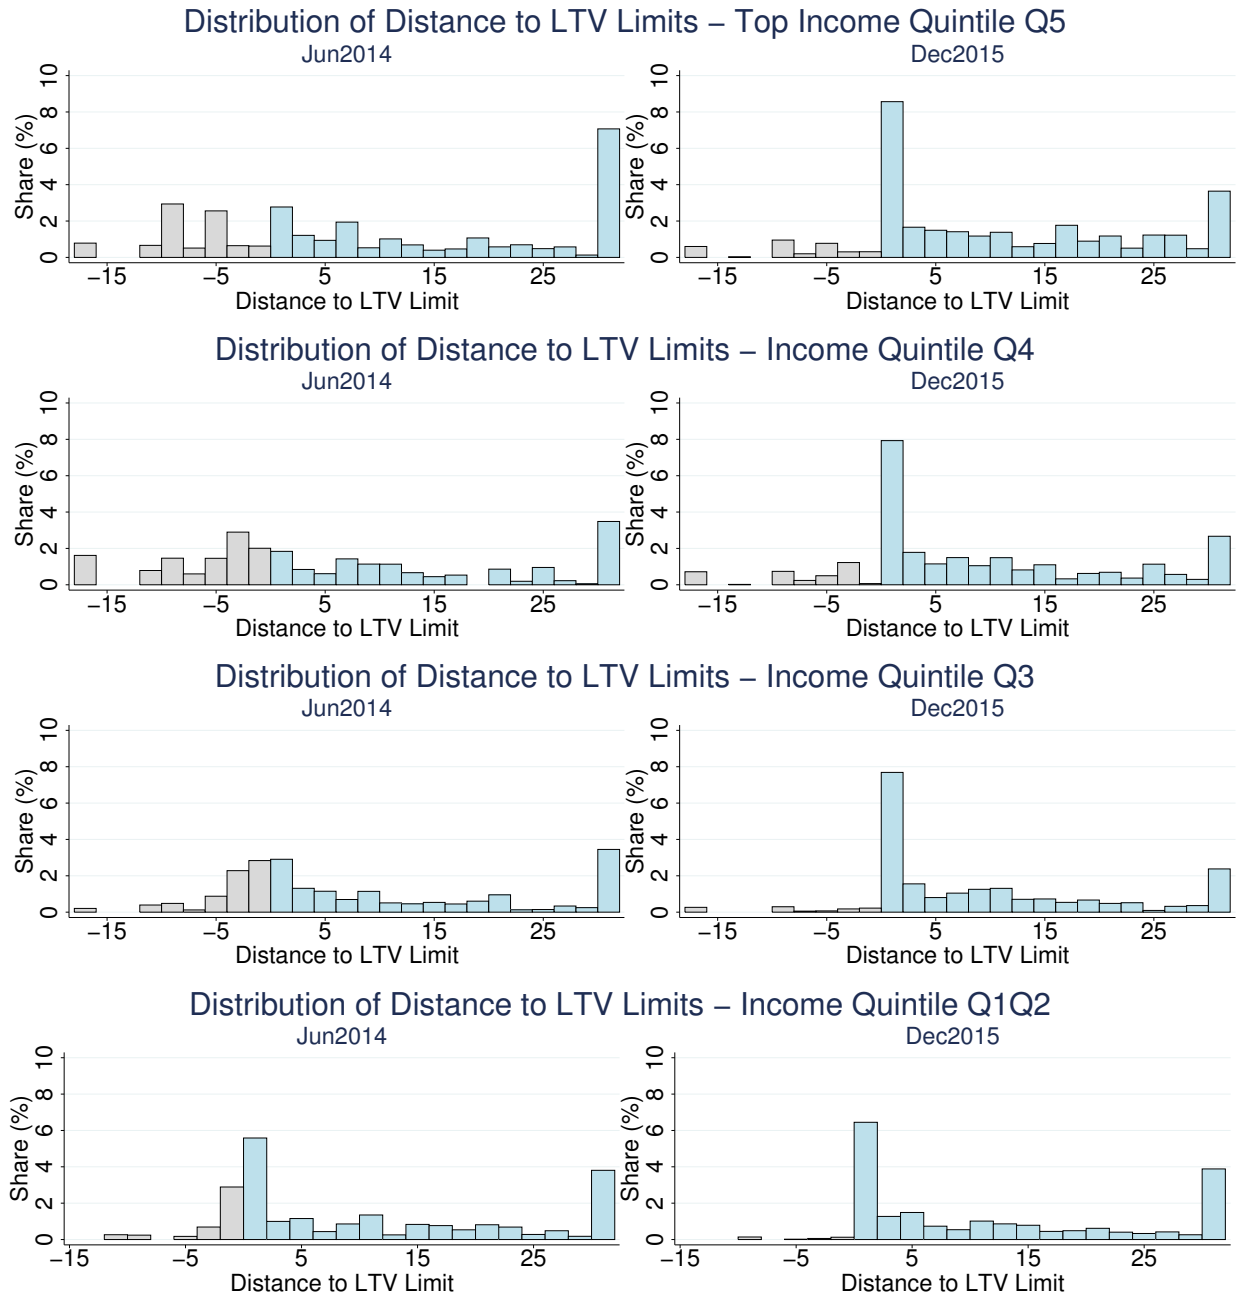 Distribution of Distance to LTV Limits – Top Income Quintile Q5
Jun2014
Share (%)
0 2 4 6 8 10
−15 −5 5 15 25
Distance to LTV Limit
Dec2015
Share (%)
0 2 4 6 8 10
−15 −5 5 15 25
Distance to LTV Limit
Distribution of Distance to LTV Limits – Income Quintile Q4
Jun2014
Share (%)
0 2 4 6 8 10
−15 −5 5 15 25
Distance to LTV Limit
Dec2015
Share (%)
0 2 4 6 8 10
−15 −5 5 15 25
Distance to LTV Limit
Distribution of Distance to LTV Limits – Income Quintile Q3
Jun2014
Share (%)
0 2 4 6 8 10
−15 −5 5 15 25
Distance to LTV Limit
Dec2015
Share (%)
0 2 4 6 8 10
−15 −5 5 15 25
Distance to LTV Limit
Distribution of Distance to LTV Limits – Income Quintile Q1Q2
Jun2014
Share (%)
0 2 4 6 8 10
−15 −5 5 15 25
Distance to LTV Limit
Dec2015
Share (%)
0 2 4 6 8 10
−15 −5 5 15 25
Distance to LTV Limit